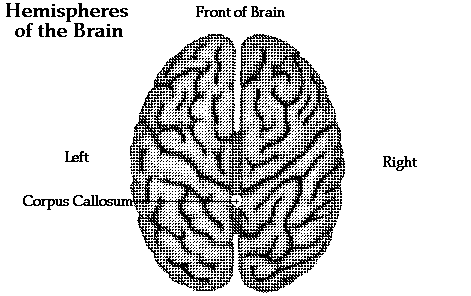 Hemispheres
of the Brain
Front of Brain
Left
Right
Corpus Callosum